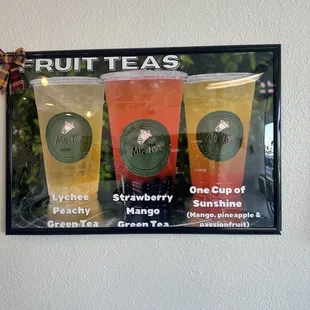 FRUIT TEAS
Mr. Tea
Mr. Tea
Mr. Tea
Lychee
Peachy
Green Tea
Strawberry
Mango
Green Tea
One Cup of
Sunshine
(Mango, pineapple &
passionfruit)